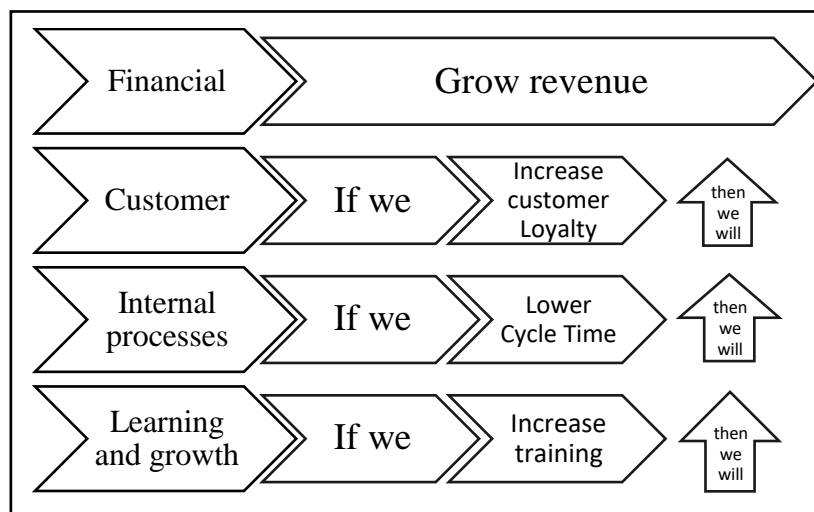 Financial
Grow revenue
Customer
If we
Increase
customer
Loyalty
then
we
will
Internal
processes
If we
Lower
Cycle Time
then
we
will
Learning
and growth
If we
Increase
training
then
we
will